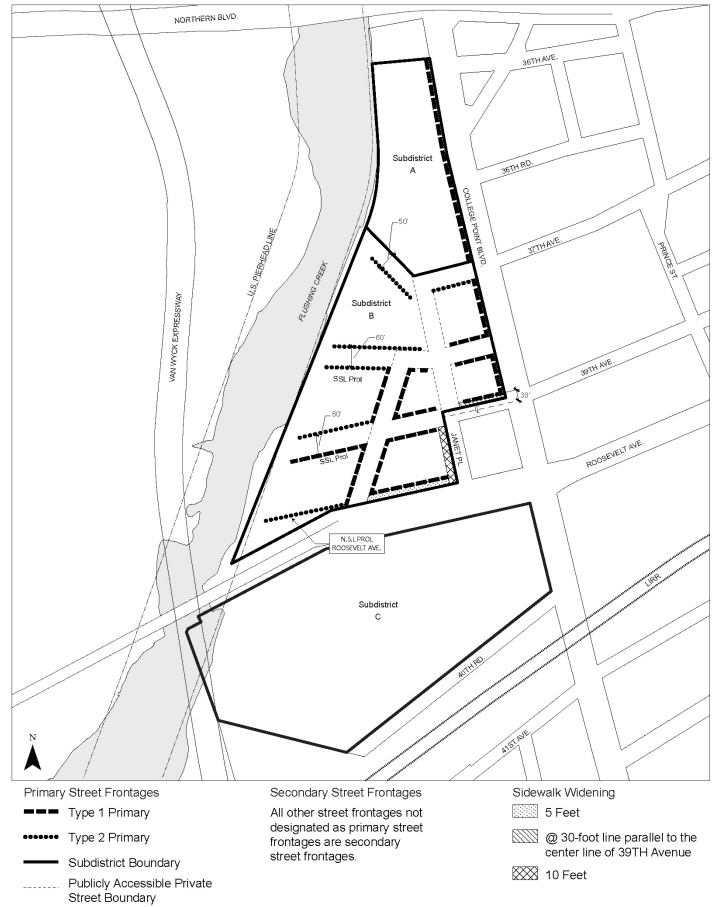 NORTHERN BLVD.
36TH AVE.
Subdistrict
A
36TH RD.
COLLEGE POINT BLVD.
50'
37TH AVE.
PRINCE ST.
U.S. PIERHEAD LINE
FLUSHING CREEK
VAN WYCK EXPRESSWAY
Subdistrict
B
60'
SSL Prol
39TH AVE.
30'
60'
SSL Prol
JANET PL.
ROOSEVELT AVE.
N.S.L PROL
ROOSEVELT AVE.
Subdistrict
C
LIRR
40TH RD.
41ST AVE.
N
Primary Street Frontages
Type 1 Primary
Type 2 Primary
Subdistrict Boundary
Publicly Accessible Private
Street Boundary
Secondary Street Frontages
All other street frontages not
designated as primary street
frontages are secondary
street frontages.
Sidewalk Widening
5 Feet
@ 30-foot line parallel to the
center line of 39TH Avenue
10 Feet